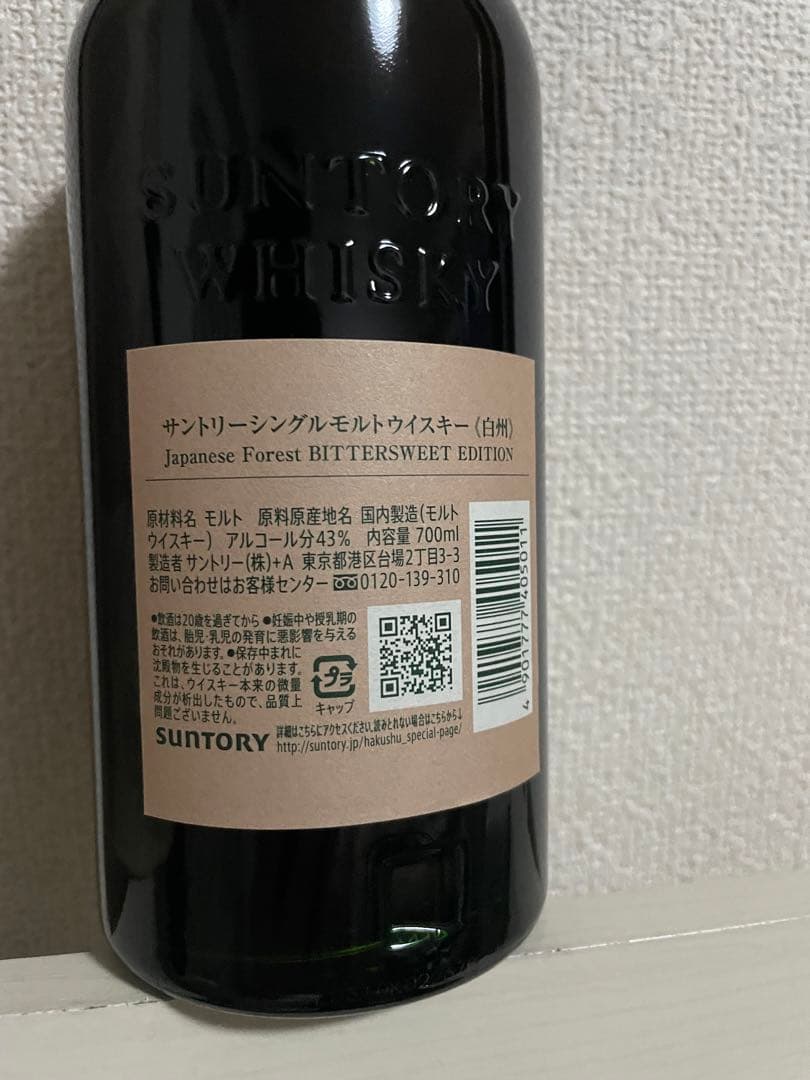 SUNTORY
WHISKY
サントリーシングルモルトウイスキー《白州》
Japanese Forest BITTERSWEET EDITION
原材料名 モルト 原料原産地名 国内製造(モルト
ウイスキー) アルコール分43% 内容量 700ml
製造者 サントリー(株)+A 東京都港区台場2丁目3-3
お問い合わせはお客様センター 0120-139-310
●飲酒は20歳を過ぎてから ●妊娠中や授乳期の
飲酒は、胎児・乳児の発育に悪影響を与える
おそれがあります。●保存中まれに
沈殿物を生じることがあります。
これは、ウイスキー本来の微量
成分が析出したもので、品質上
問題ございません。
プラ
キャップ
4 901777 405011
SUNTORY
詳細はこちらにアクセスください。読みとれない場合はこちらから↓
http://suntory.jp/hakushu_special-page/